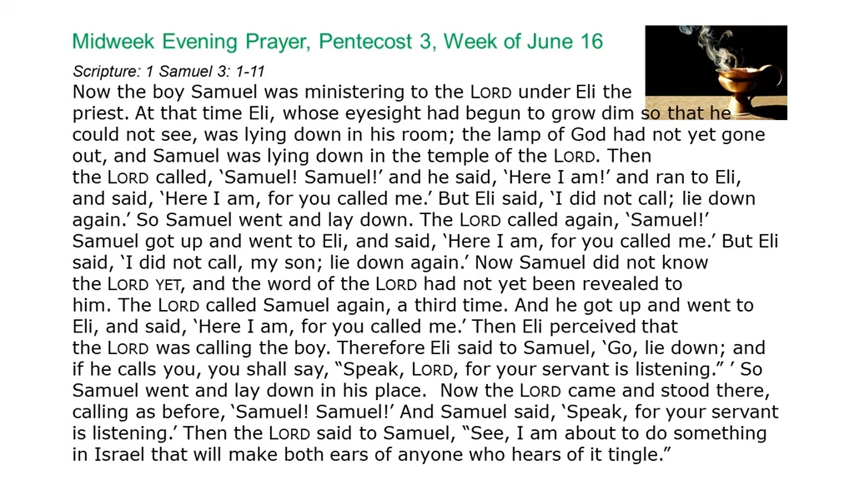 Midweek Evening Prayer, Pentecost 3, Week of June 16
Scripture: 1 Samuel 3: 1-11
Now the boy Samuel was ministering to the LORD under Eli the
priest. At that time Eli, whose eyesight had begun to grow dim so that he
could not see, was lying down in his room; the lamp of God had not yet gone
out, and Samuel was lying down in the temple of the LORD. Then
the LORD called, ‘Samuel! Samuel!’ and he said, ‘Here I am!’ and ran to Eli,
and said, ‘Here I am, for you called me.’ But Eli said, ‘I did not call; lie down
again.’ So Samuel went and lay down. The LORD called again, ‘Samuel!’
Samuel got up and went to Eli, and said, ‘Here I am, for you called me.’ But Eli
said, ‘I did not call, my son; lie down again.’ Now Samuel did not know
the LORD YET, and the word of the LORD had not yet been revealed to
him. The LORD called Samuel again, a third time. And he got up and went to
Eli, and said, ‘Here I am, for you called me.’ Then Eli perceived that
the LORD was calling the boy. Therefore Eli said to Samuel, ‘Go, lie down; and
if he calls you, you shall say, “Speak, LORD, for your servant is listening.” ’ So
Samuel went and lay down in his place. Now the LORD came and stood there,
calling as before, ‘Samuel! Samuel!’ And Samuel said, ‘Speak, for your servant
is listening.’ Then the LORD said to Samuel, “See, I am about to do something
in Israel that will make both ears of anyone who hears of it tingle.”